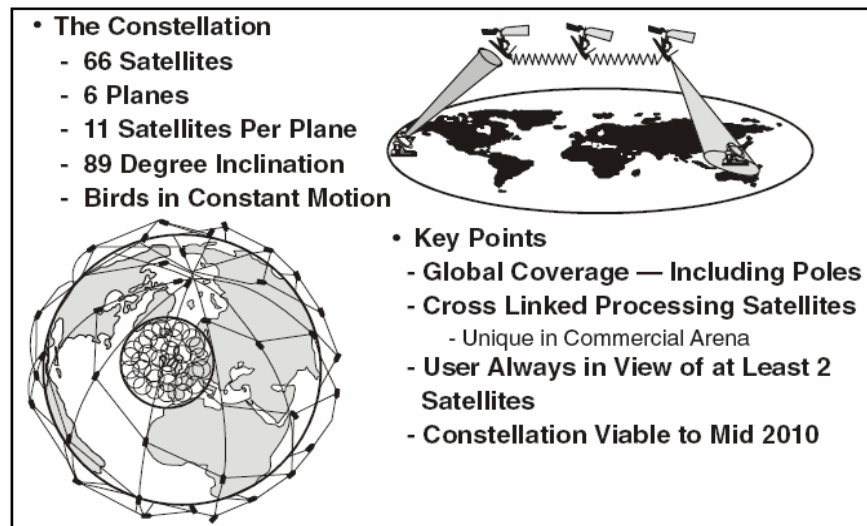 • The Constellation
- 66 Satellites
- 6 Planes
- 11 Satellites Per Plane
- 89 Degree Inclination
- Birds in Constant Motion
• Key Points
- Global Coverage — Including Poles
- Cross Linked Processing Satellites
- Unique in Commercial Arena
- User Always in View of at Least 2
Satellites
- Constellation Viable to Mid 2010